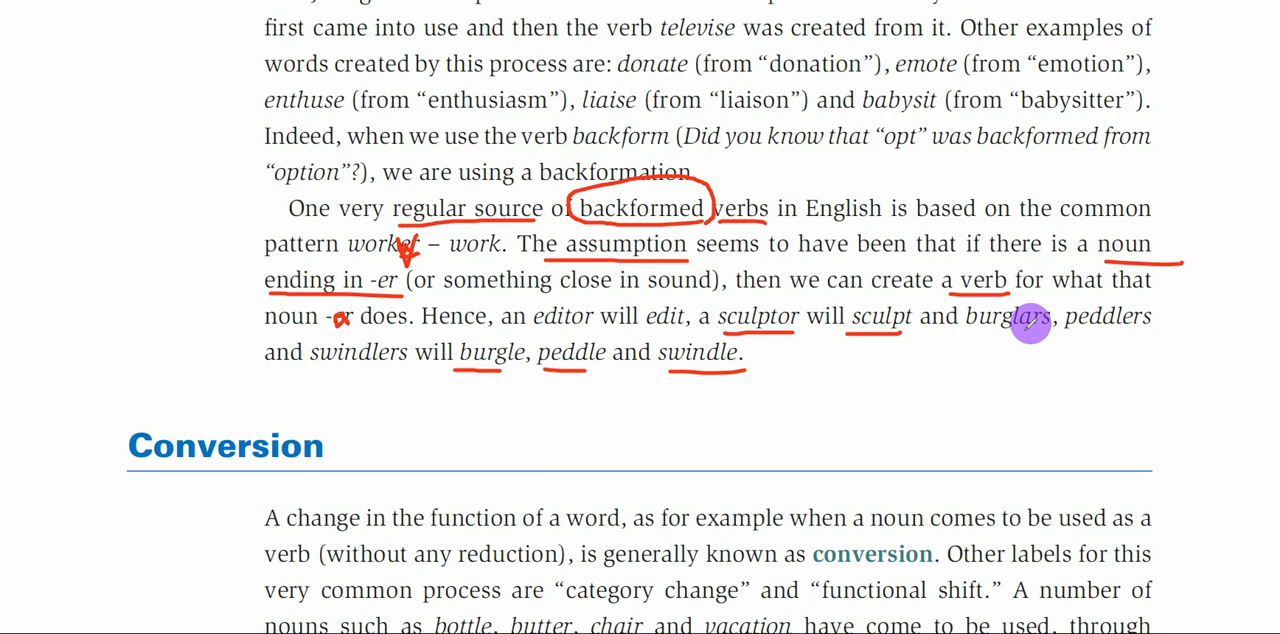 first came into use and then the verb televise was created from it. Other examples of
words created by this process are: donate (from “donation”), emote (from “emotion”),
enthuse (from “enthusiasm”), liaise (from “liaison”) and babysit (from “babysitter”).
Indeed, when we use the verb backform (Did you know that “opt” was backformed from
“option”?), we are using a backformation.
One very regular source of backformed verbs in English is based on the common
pattern worker – work. The assumption seems to have been that if there is a noun
ending in -er (or something close in sound), then we can create a verb for what that
noun -er does. Hence, an editor will edit, a sculptor will sculpt and burglars, peddlers
and swindlers will burgle, peddle and swindle.
Conversion
A change in the function of a word, as for example when a noun comes to be used as a
verb (without any reduction), is generally known as conversion. Other labels for this
very common process are “category change” and “functional shift.” A number of
nouns such as bottle, butter, chair and vacation have come to be used, through